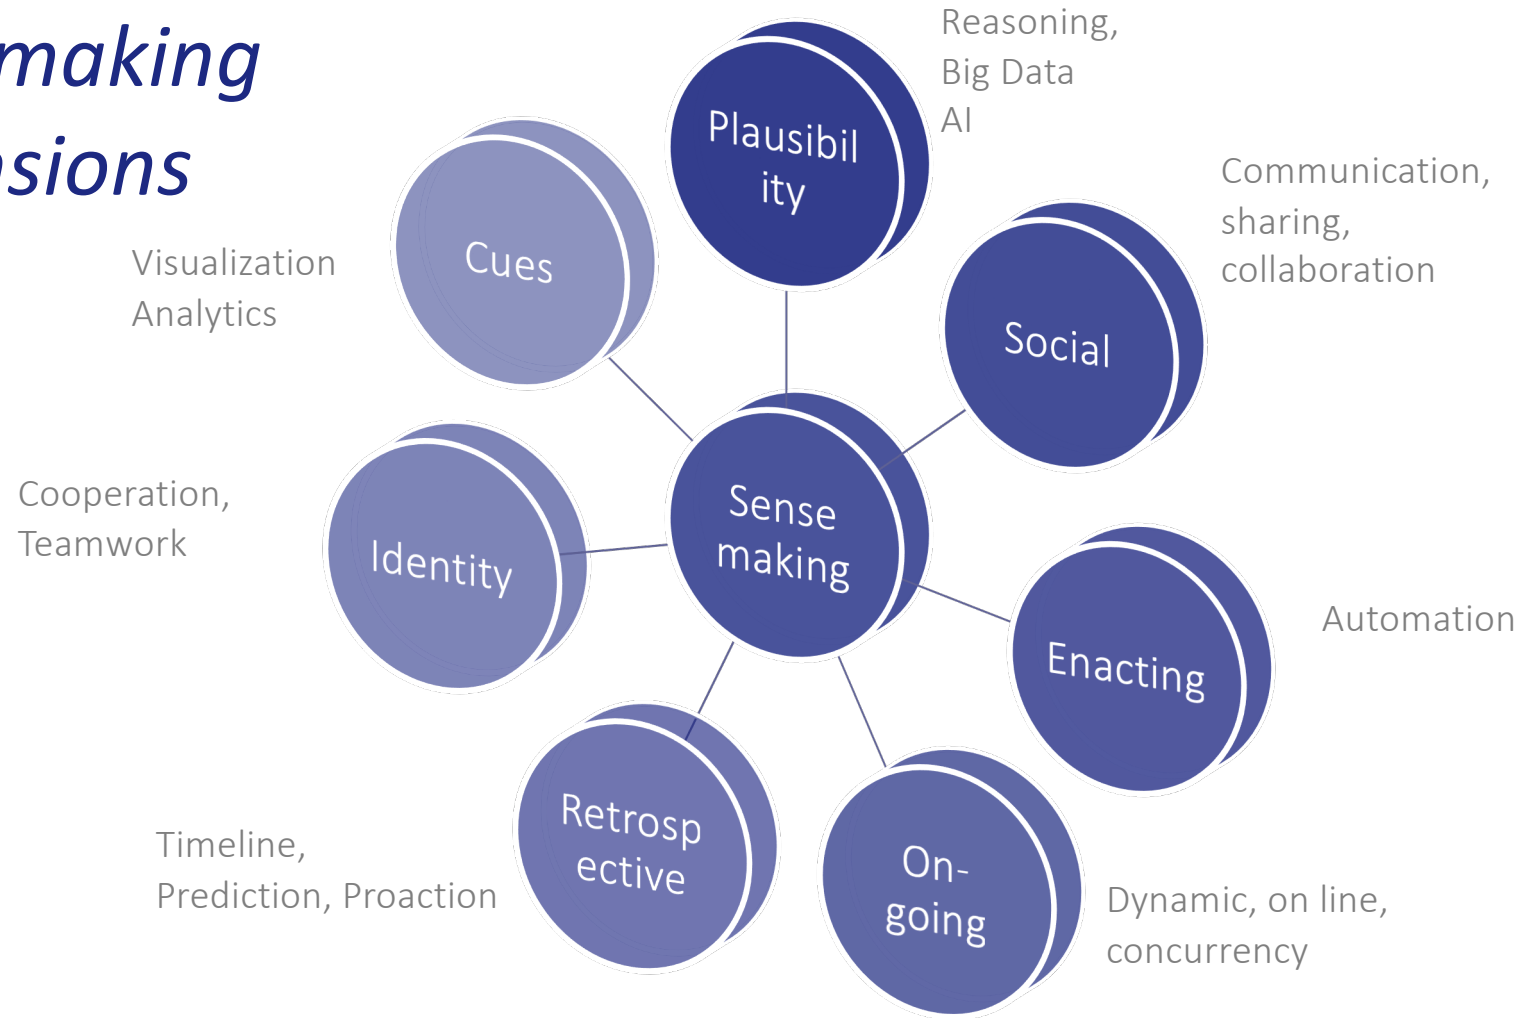 making
nsions
Reasoning,
Big Data
AI
Plausibil
ity
Communication,
sharing,
collaboration
Social
Visualization
Analytics
Cues
Sense
making
Cooperation,
Teamwork
Identity
Automation
Enacting
Timeline,
Prediction, Proaction
Retrosp
ective
On-
going
Dynamic, on line,
concurrency